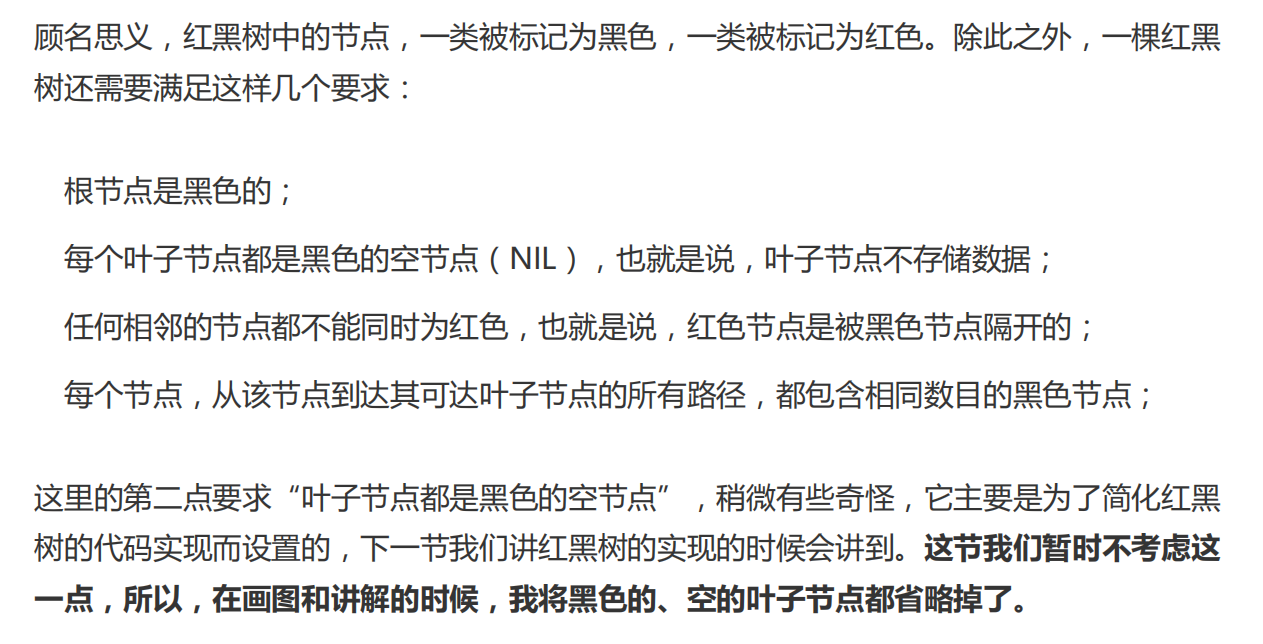 顾名思义，红黑树中的节点，一类被标记为黑色，一类被标记为红色。除此之外，一棵红黑
树还需要满足这样几个要求：
根节点是黑色的；
每个叶子节点都是黑色的空节点（NIL），也就是说，叶子节点不存储数据；
任何相邻的节点都不能同时为红色，也就是说，红色节点是被黑色节点隔开的；
每个节点，从该节点到达其可达叶子节点的所有路径，都包含相同数目的黑色节点；
这里的第二点要求“叶子节点都是黑色的空节点”，稍微有些奇怪，它主要是为了简化红黑
树的代码实现而设置的，下一节我们讲红黑树的实现的时候会讲到。这节我们暂时不考虑这
一点，所以，在画图和讲解的时候，我将黑色的、空的叶子节点都省略掉了。